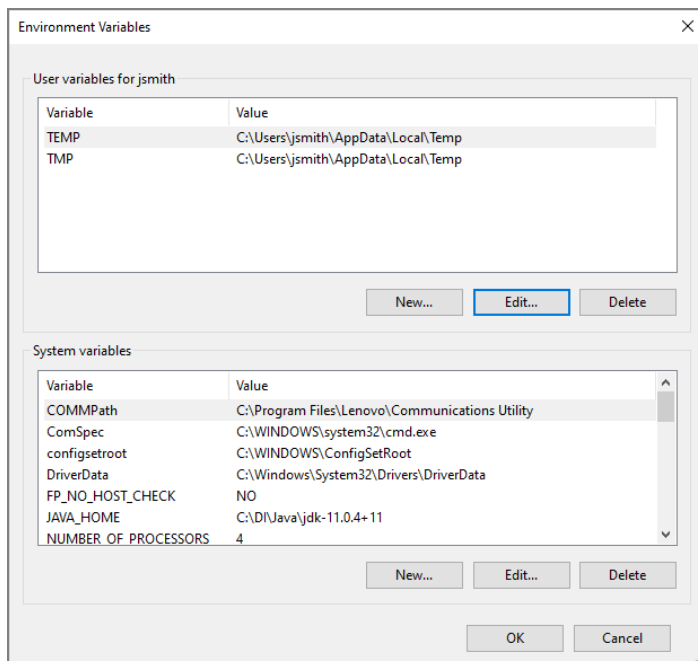 Environment Variables
User variables for jsmith
Variable Value
TEMP C:\Users\jsmith\AppData\Local\Temp
TMP C:\Users\jsmith\AppData\Local\Temp
New... Edit... Delete
System variables
Variable Value
COMMPath C:\Program Files\Lenovo\Communications Utility
ComSpec C:\WINDOWS\system32\cmd.exe
configsetroot C:\WINDOWS\ConfigSetRoot
DriverData C:\Windows\System32\Drivers\DriverData
FP_NO_HOST_CHECK NO
JAVA_HOME C:\DI\Java\jdk-11.0.4+11
NUMBER_OF_PROCESSORS 4
New... Edit... Delete
OK Cancel